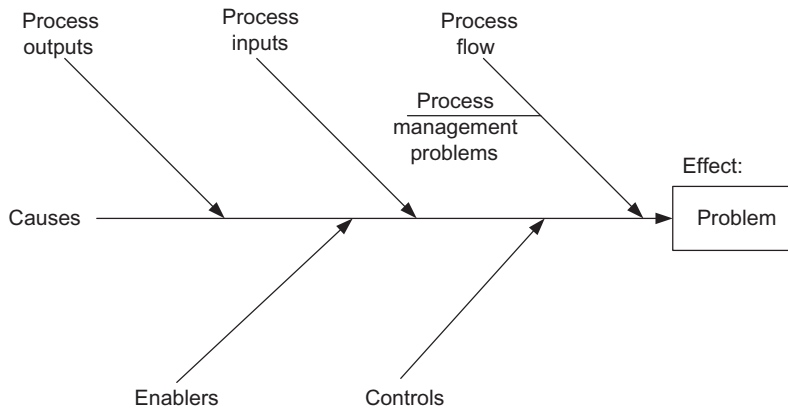 Process
outputs
Process
inputs
Process
flow
Process
management
problems
Effect:
Causes
Problem
Enablers
Controls